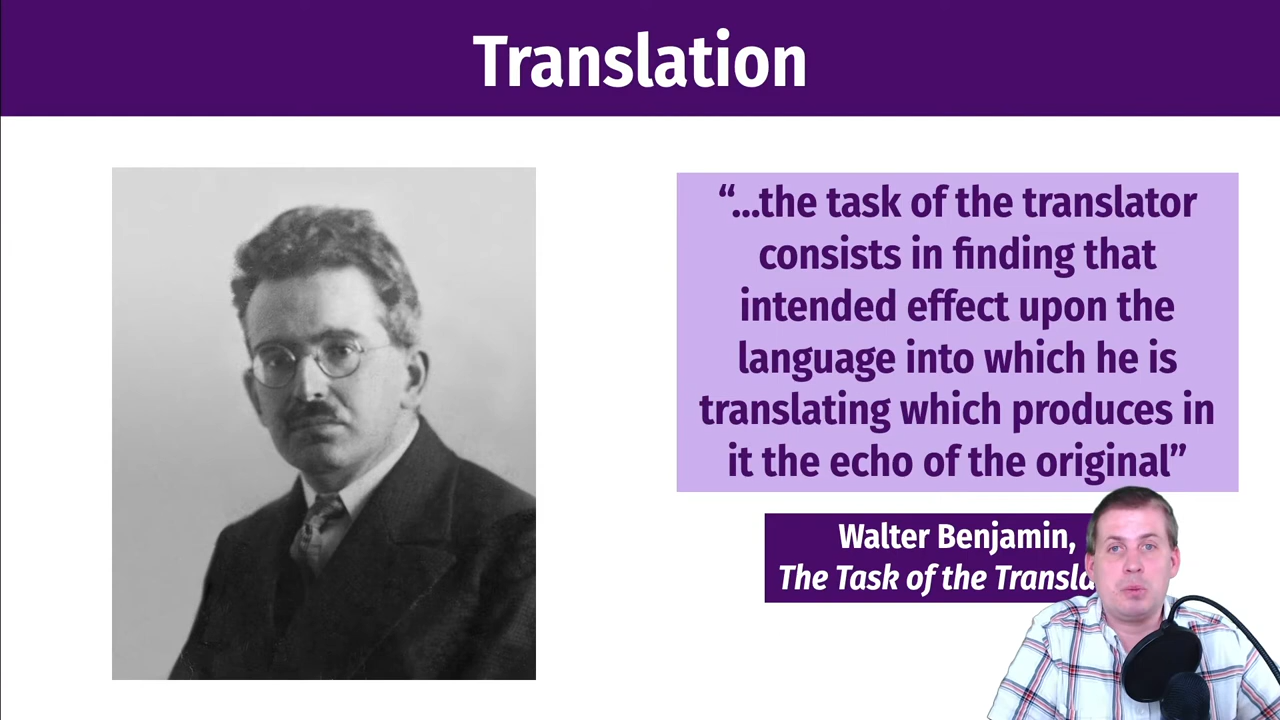 Translation
“...the task of the translator
consists in finding that
intended effect upon the
language into which he is
translating which produces in
it the echo of the original”
Walter Benjamin,
The Task of the